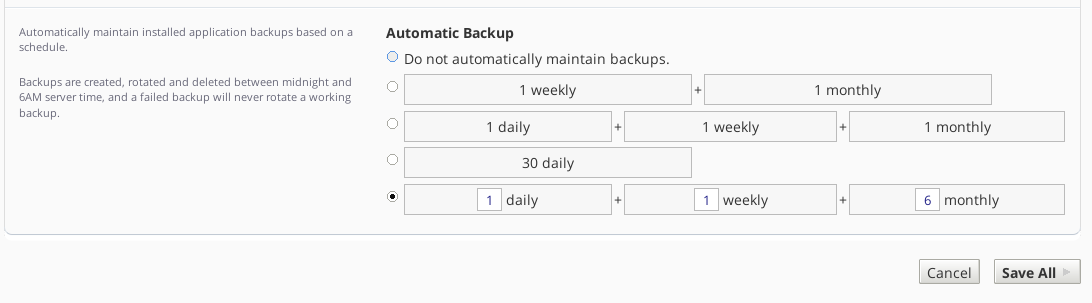 Automatically maintain installed application backups based on a
schedule.
Backups are created, rotated and deleted between midnight and
6AM server time, and a failed backup will never rotate a working
backup.
Automatic Backup
Do not automatically maintain backups.
1 weekly + 1 monthly
1 daily + 1 weekly + 1 monthly
30 daily
1 daily + 1 weekly + 6 monthly
Cancel Save All